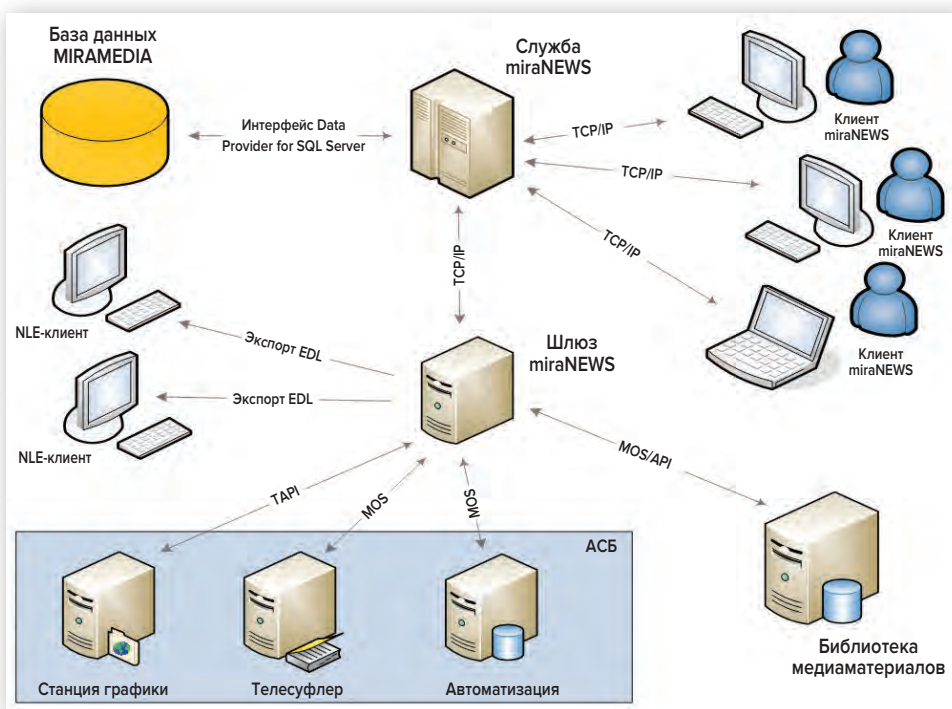 База данных
MIRAMEDIA
Служба
miraNEWS
Интерфейс Data
Provider for SQL Server
TCP/IP
Клиент
miraNEWS
TCP/IP
Клиент
miraNEWS
TCP/IP
Клиент
miraNEWS
TCP/IP
NLE-клиент
Экспорт EDL
Шлюз
miraNEWS
NLE-клиент
Экспорт EDL
TAPI
MOS
MOS
MOS/API
АСБ
Станция графики
Телесуфлер
Автоматизация
Библиотека
медиаматериалов